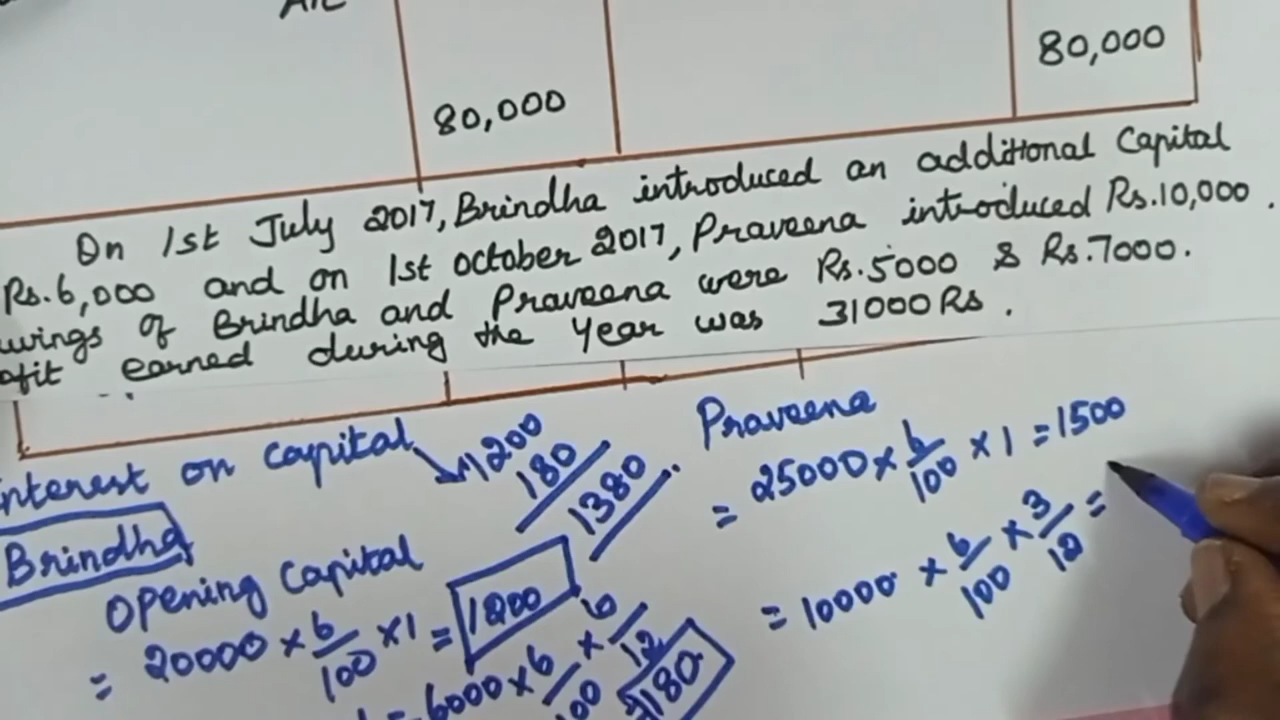 A/C
80,000
80,000
On 1st July 2017, Brindha introduced an additional Capital
Rs.6,000 and on 1st october 2017, Praveena introduced Rs.10,000.
wings of Brindha and Praveena were Rs.5000 & Rs.7000.
ofit earned during the Year was 31000 Rs.
nterest on capital
1200
180
1380
Brindha
Opening Capital
= 20000 × 6/100 × 1 = 1200
= 6000 × 6/100 × 6/12
180
Praveena
= 25000 × 6/100 × 1 = 1500
= 10000 × 6/100 × 3/12 =